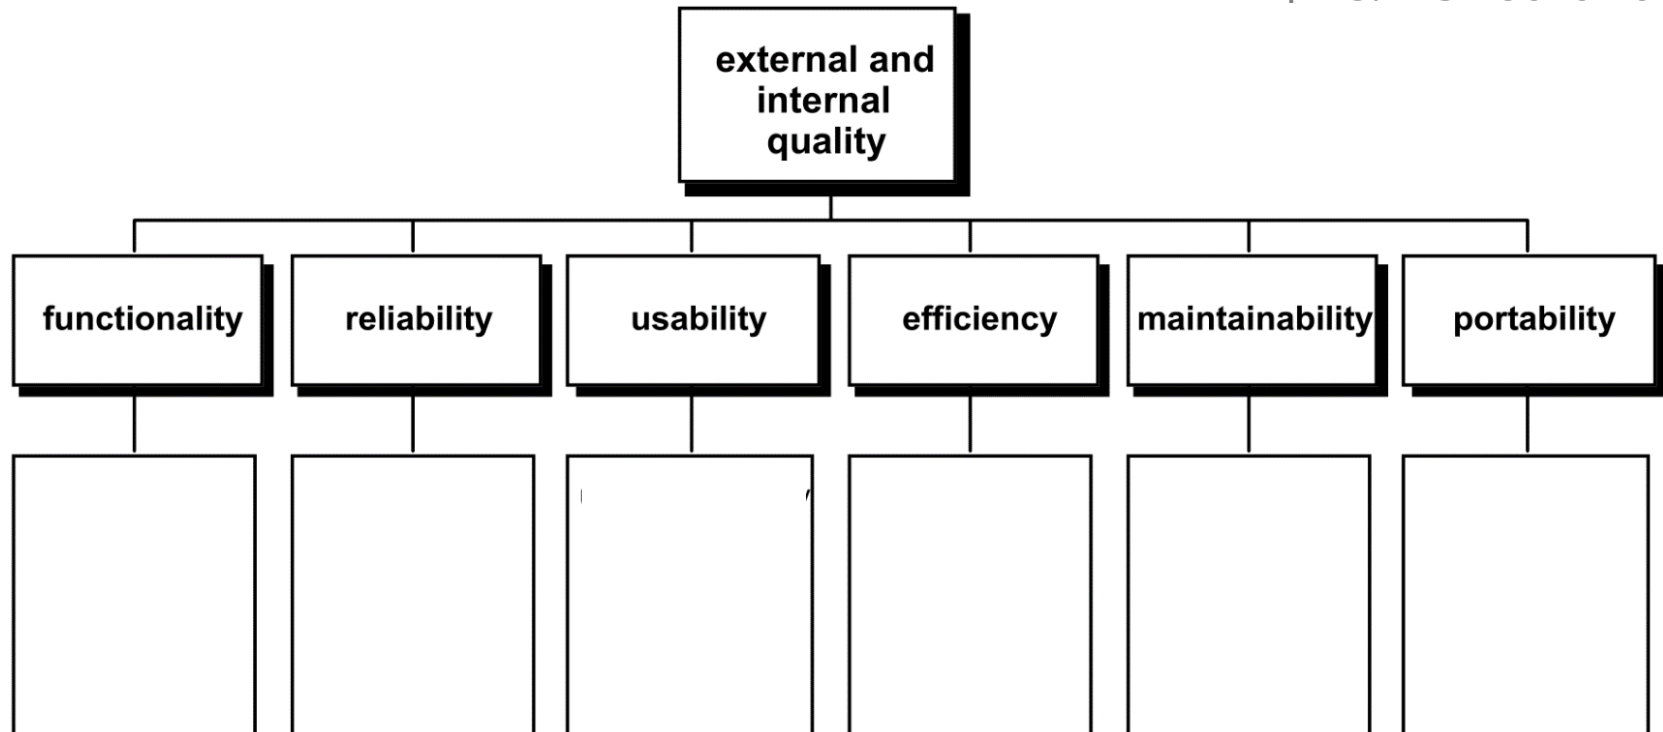 external and
internal
quality
functionality
reliability
usability
efficiency
maintainability
portability